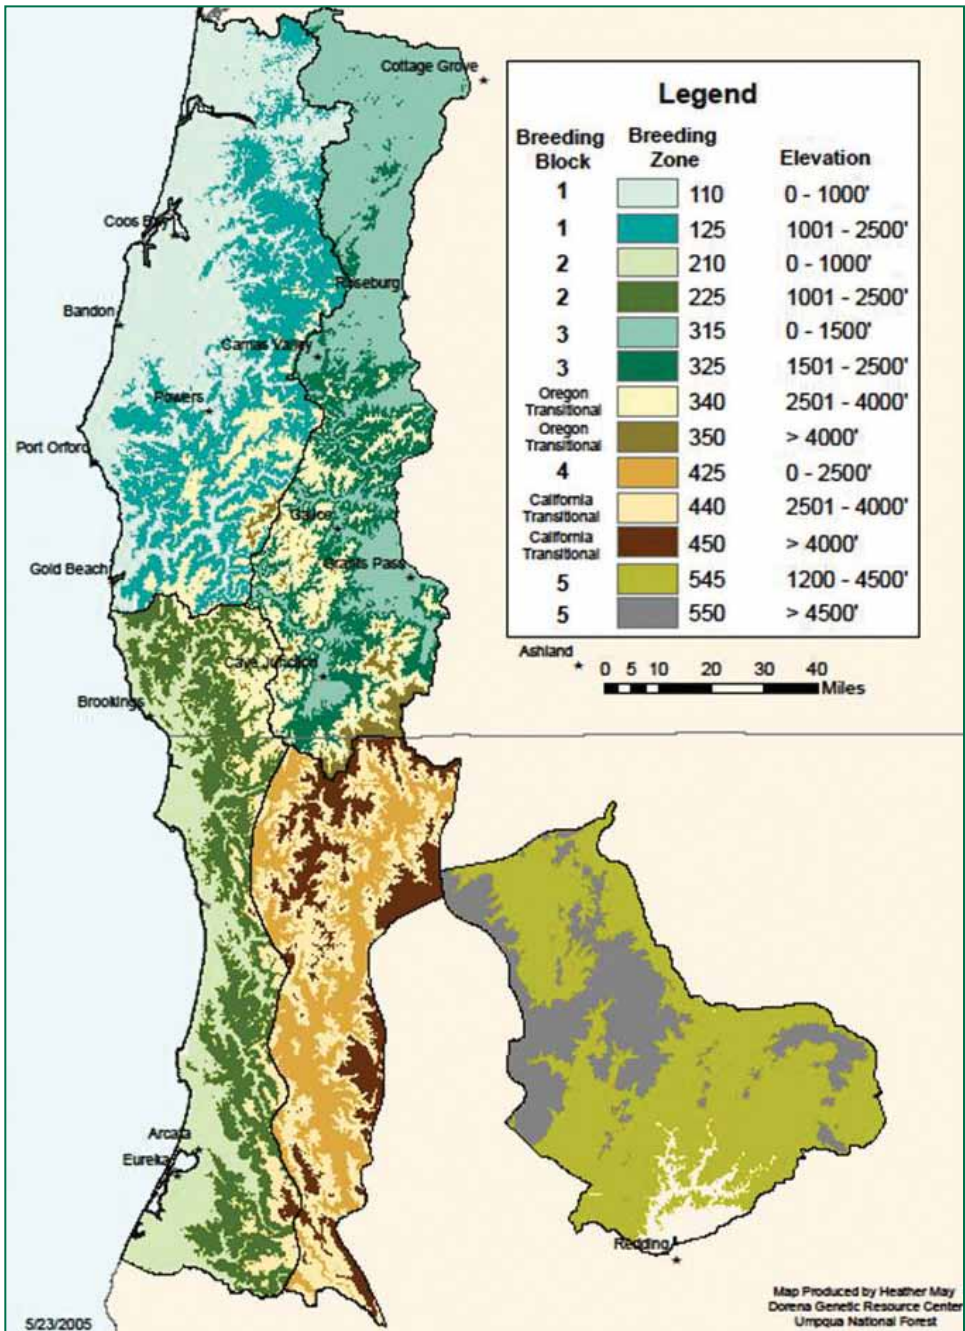 Cottage Grove
Coos Bay
Roseburg
Bandon
Camas Valley
Powers
Port Orford
Galice
Gold Beach
Grants Pass
Cave Junction
Brookings
Legend
Breeding Block Breeding Zone Elevation
1 110 0 - 1000'
1 125 1001 - 2500'
2 210 0 - 1000'
2 225 1001 - 2500'
3 315 0 - 1500'
3 325 1501 - 2500'
Oregon Transitional 340 2501 - 4000'
Oregon Transitional 350 > 4000'
4 425 0 - 2500'
California Transitional 440 2501 - 4000'
California Transitional 450 > 4000'
5 545 1200 - 4500'
5 550 > 4500'
Ashland
0 5 10 20 30 40
Miles
Arcata
Eureka
Redding
Map Produced by Heather May
Dorena Genetic Resource Center
Umpqua National Forest
5/23/2005